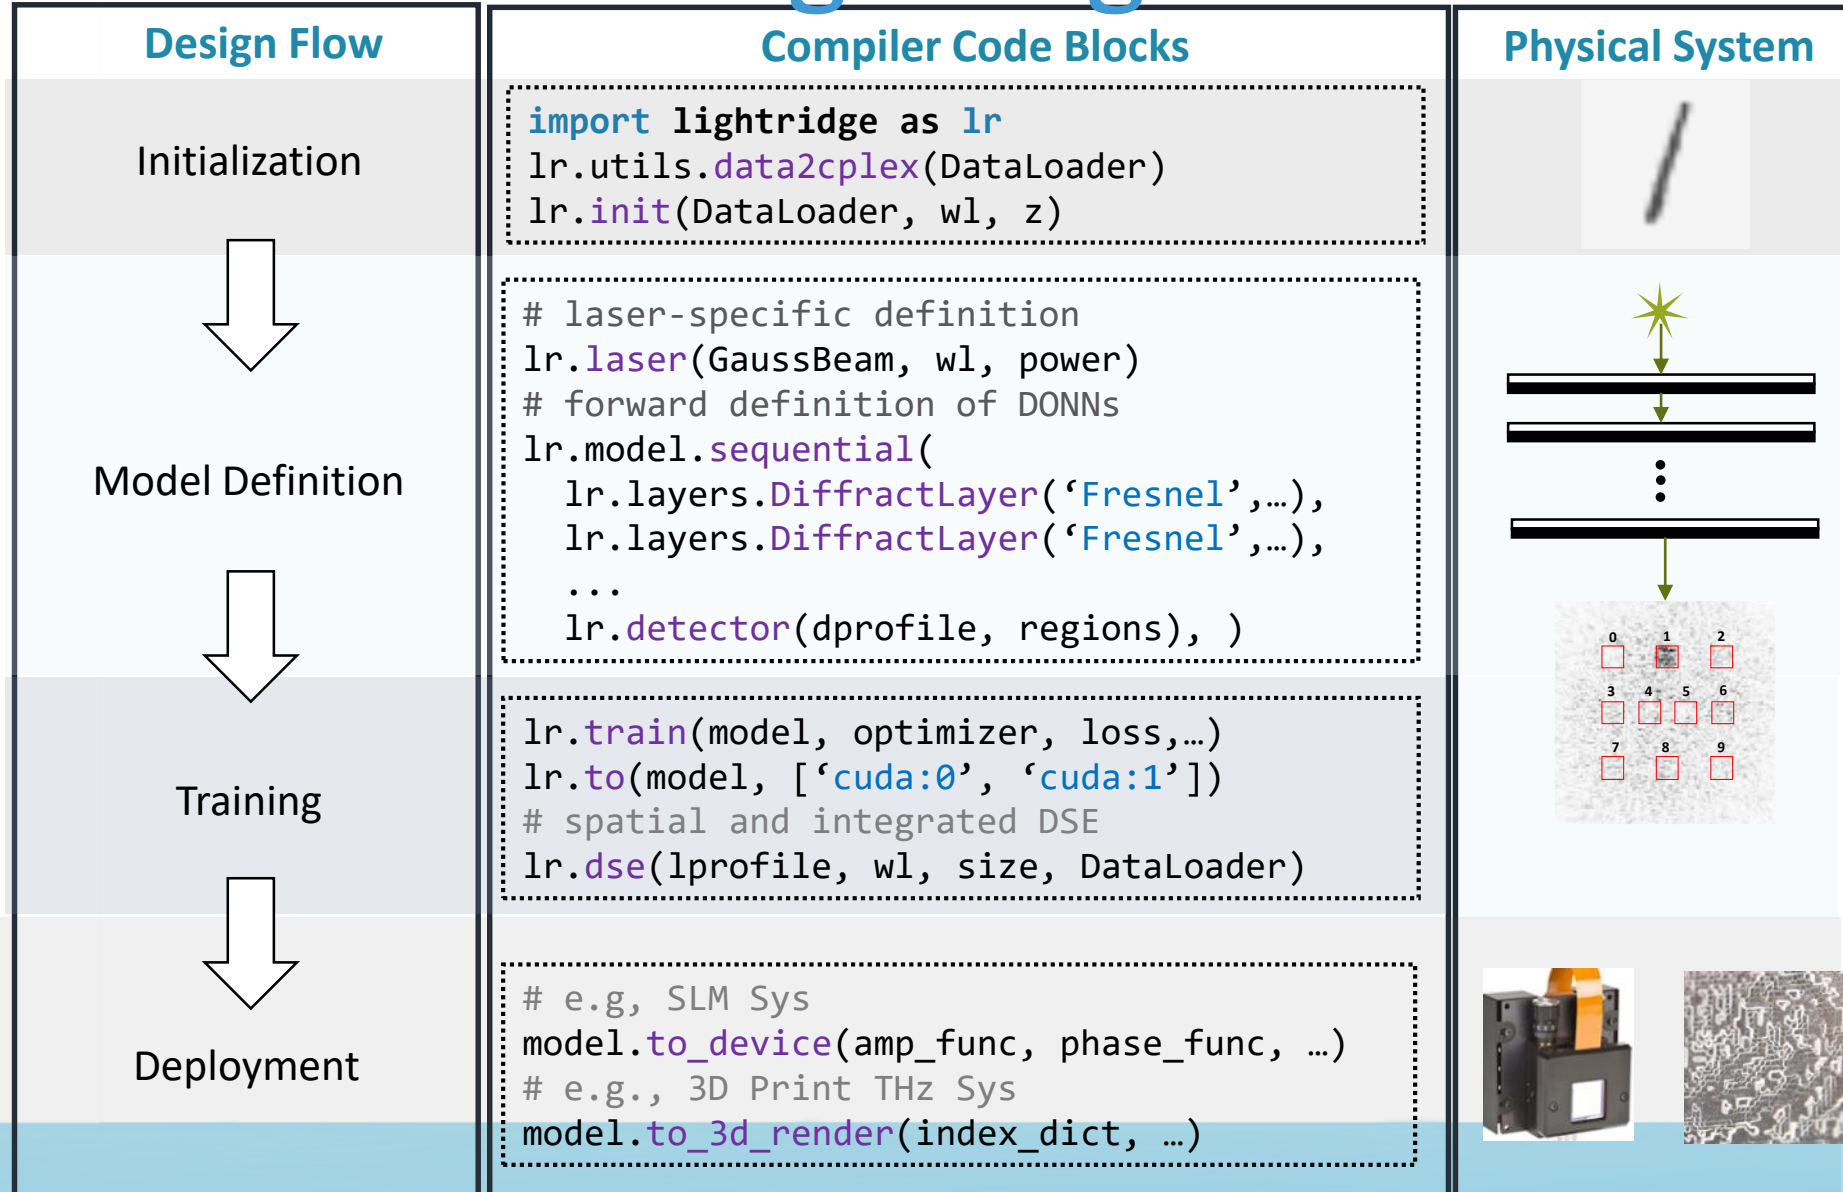 Design Flow
Compiler Code Blocks
Physical System
Initialization
import lightridge as lr
lr.utils.data2cplex(DataLoader)
lr.init(DataLoader, wl, z)
Model Definition
# laser-specific definition
lr.laser(GaussBeam, wl, power)
# forward definition of DONNs
lr.model.sequential(
lr.layers.DiffractLayer(‘Fresnel’,…),
lr.layers.DiffractLayer(‘Fresnel’,…),
...
lr.detector(dprofile, regions), )
0 1 2
3 4 5 6
7 8 9
Training
lr.train(model, optimizer, loss,…)
lr.to(model, [‘cuda:0’, ‘cuda:1’])
# spatial and integrated DSE
lr.dse(lprofile, wl, size, DataLoader)
Deployment
# e.g, SLM Sys
model.to_device(amp_func, phase_func, …)
# e.g., 3D Print THz Sys
model.to_3d_render(index_dict, …)